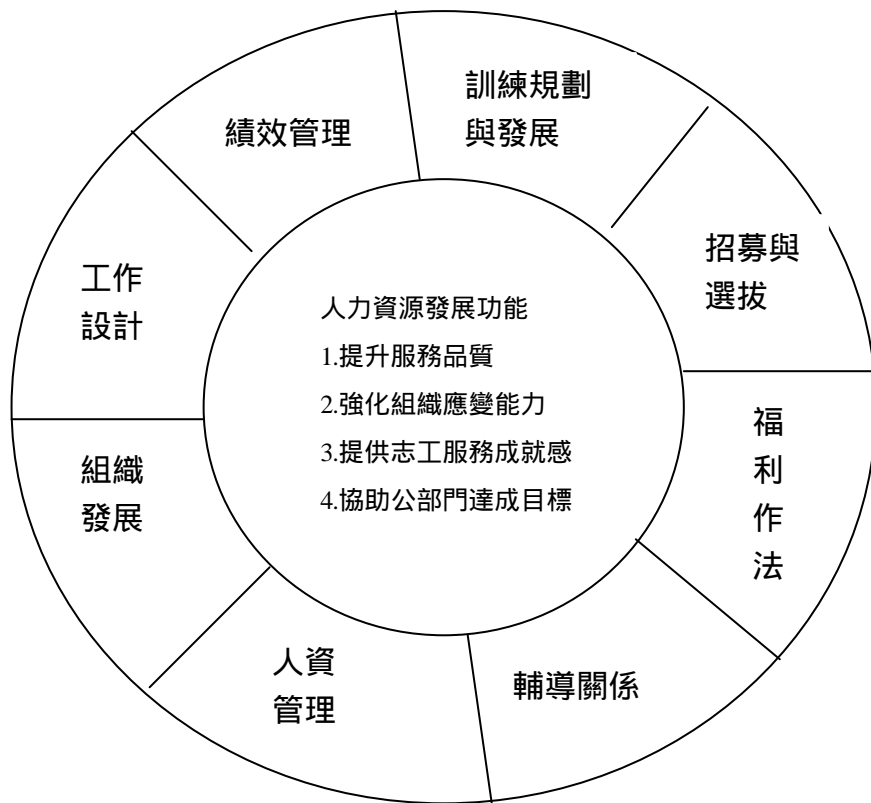 訓練規劃
與發展
績效管理
招募與
選拔
工作
設計
人力資源發展功能
1.提升服務品質
2.強化組織應變能力
3.提供志工服務成就感
4.協助公部門達成目標
福
利
作
法
組織
發展
人資
管理
輔導關係